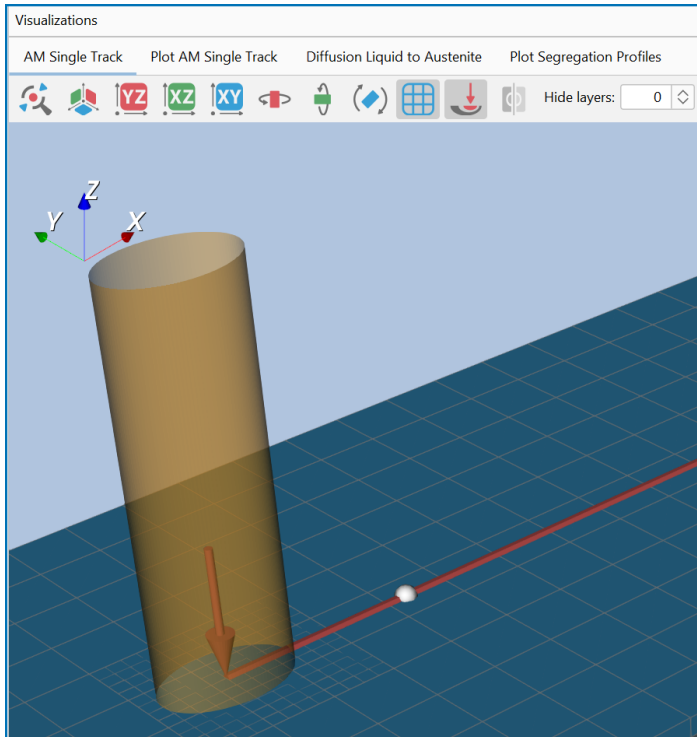 Visualizations
AM Single Track Plot AM Single Track Diffusion Liquid to Austenite Plot Segregation Profiles
YZ XZ XY Hide layers: 0
Z
Y X